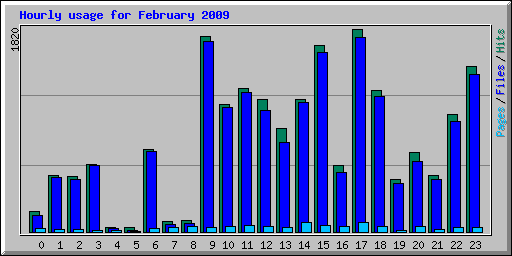 Hourly usage for February 2009
1820
Pages/Files/Hits
0 1 2 3 4 5 6 7 8 9 10 11 12 13 14 15 16 17 18 19 20 21 22 23